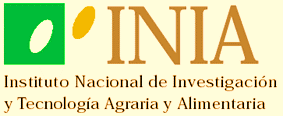 INIA
Instituto Nacional de Investigación
y Tecnología Agraria y Alimentaria